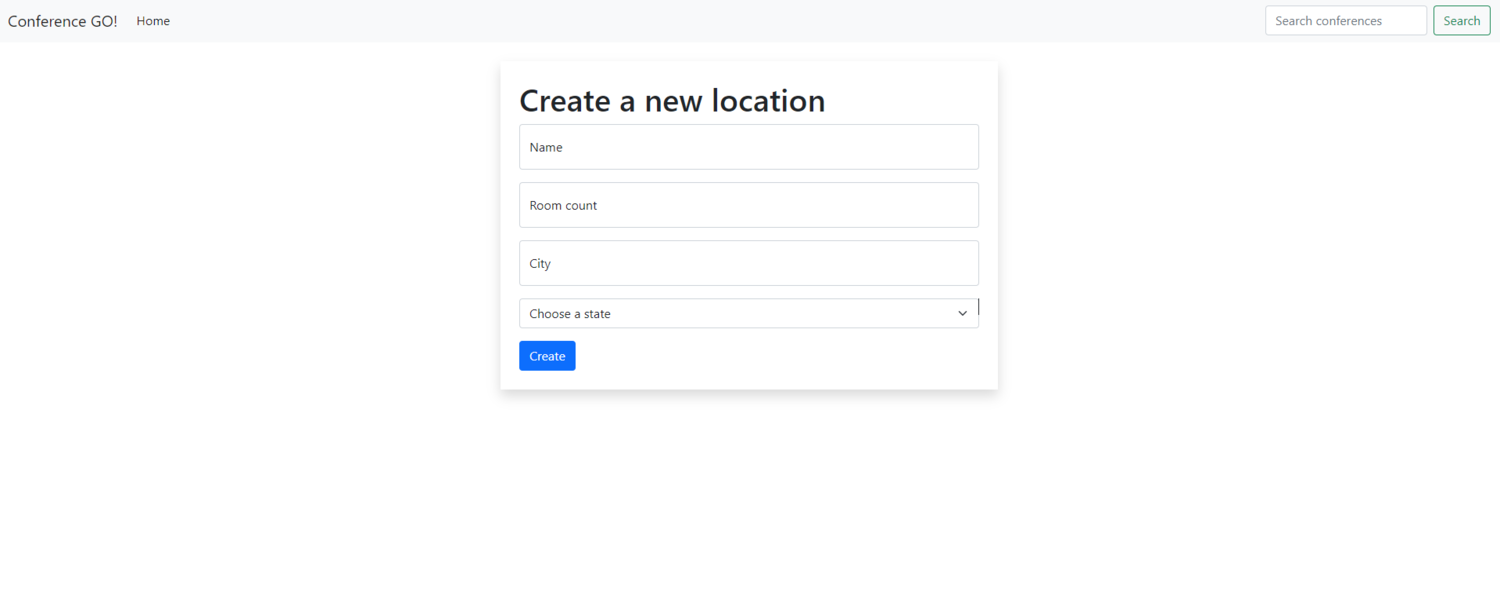 Conference GO! Home Search conferences Search
Create a new location
Name
Room count
City
Choose a state
Create